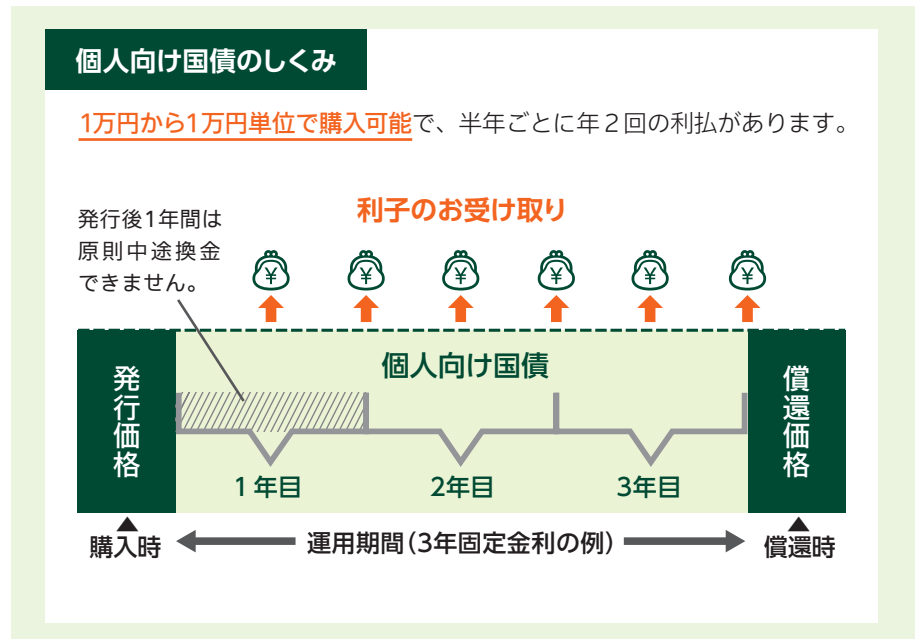 個人向け国債のしくみ
1万円から1万円単位で購入可能で、半年ごとに年2回の利払があります。
発行後1年間は
原則中途換金
できません。
利子のお受け取り
¥ ¥ ¥ ¥ ¥ ¥
発行価格
個人向け国債
償還価格
1年目 2年目 3年目
購入時 運用期間(3年固定金利の例) 償還時